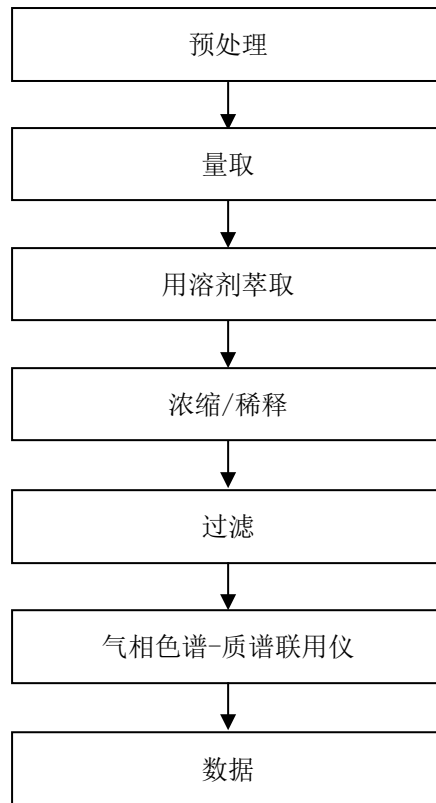 预处理
量取
用溶剂萃取
浓缩/稀释
过滤
气相色谱-质谱联用仪
数据